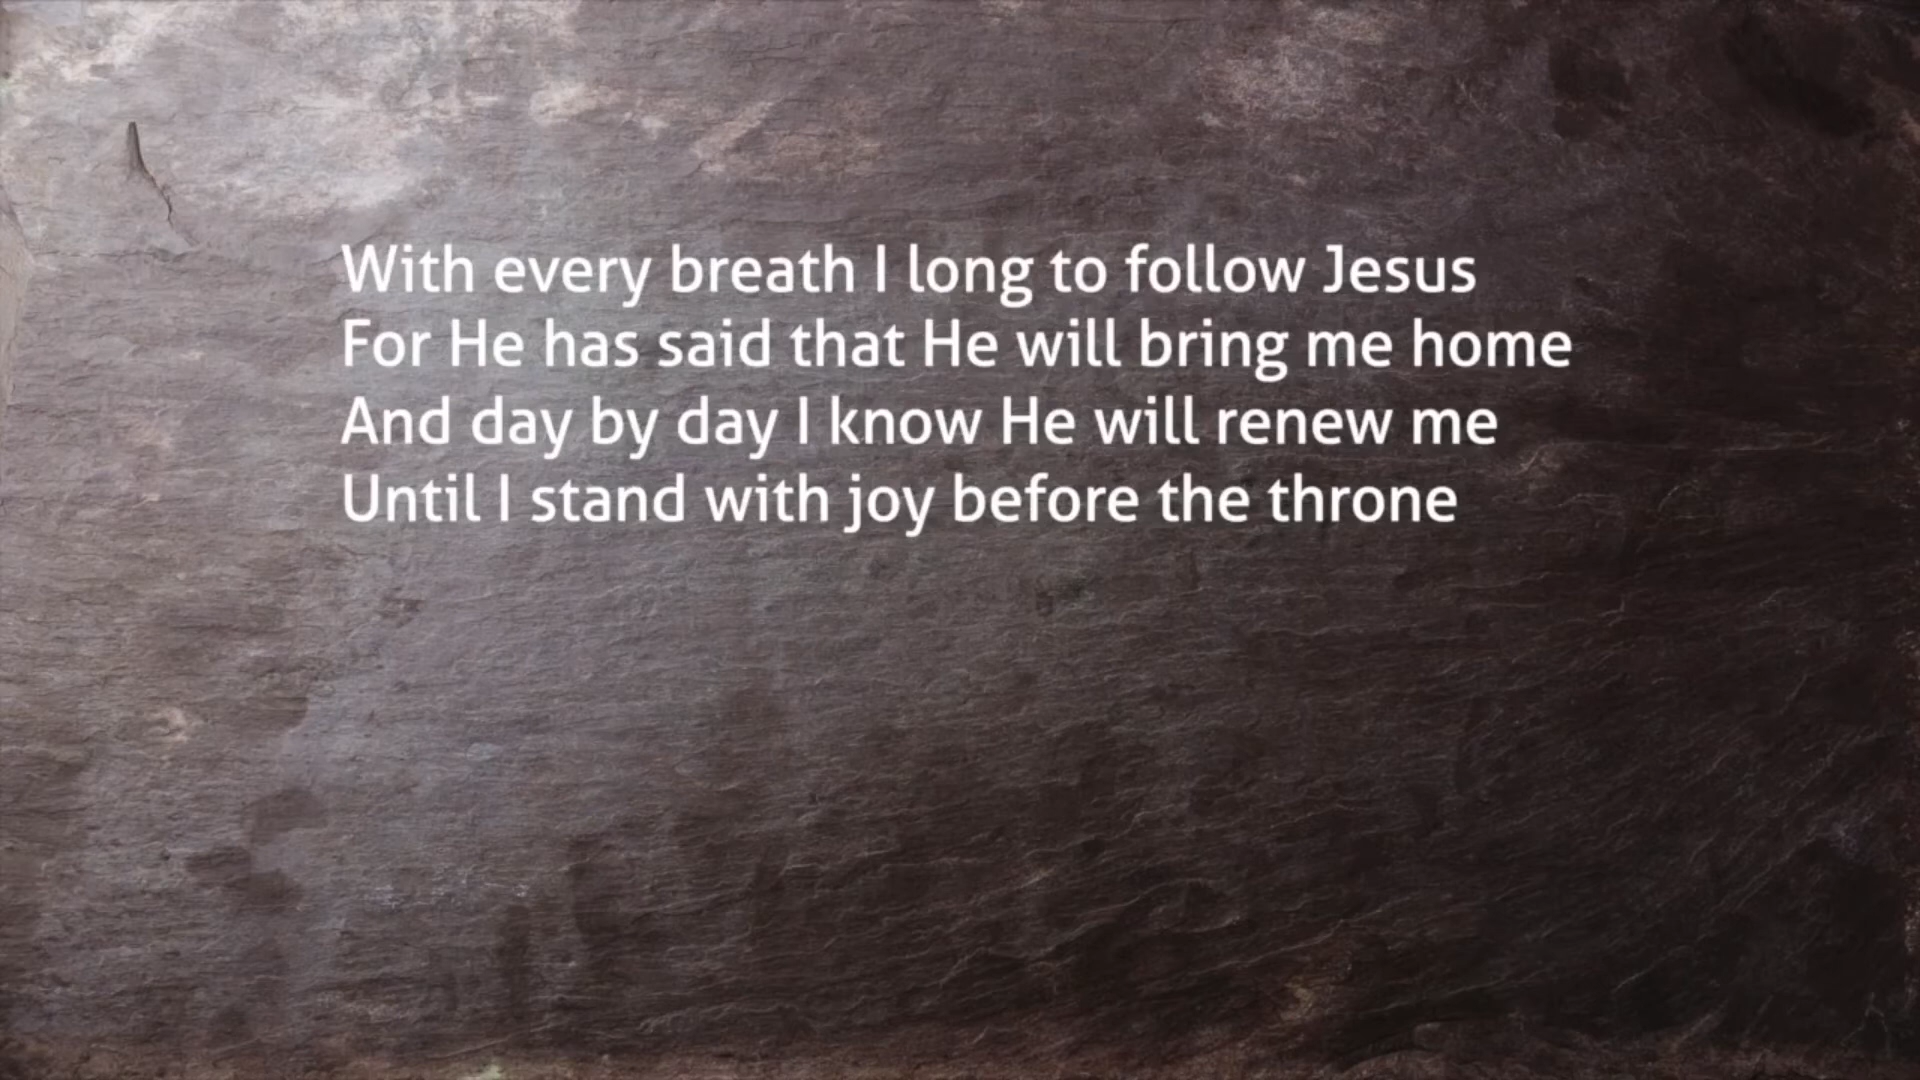 With every breath I long to follow Jesus
For He has said that He will bring me home
And day by day I know He will renew me
Until I stand with joy before the throne